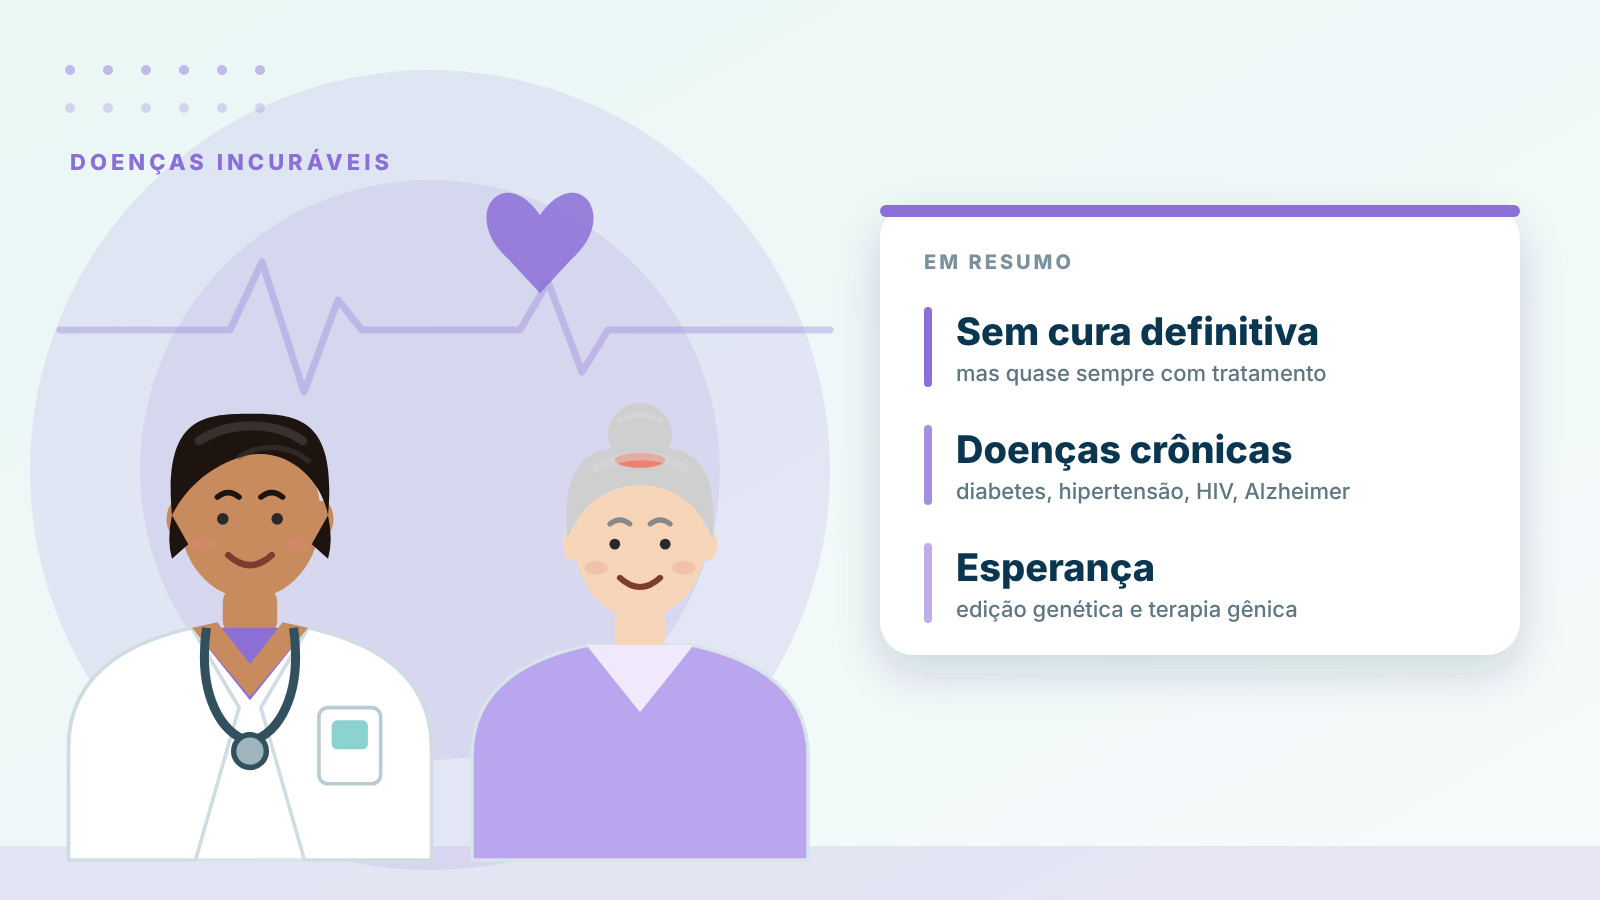 DOENÇAS INCURÁVEIS
EM RESUMO
Sem cura definitiva
mas quase sempre com tratamento
Doenças crônicas
diabetes, hipertensão, HIV, Alzheimer
Esperança
edição genética e terapia gênica